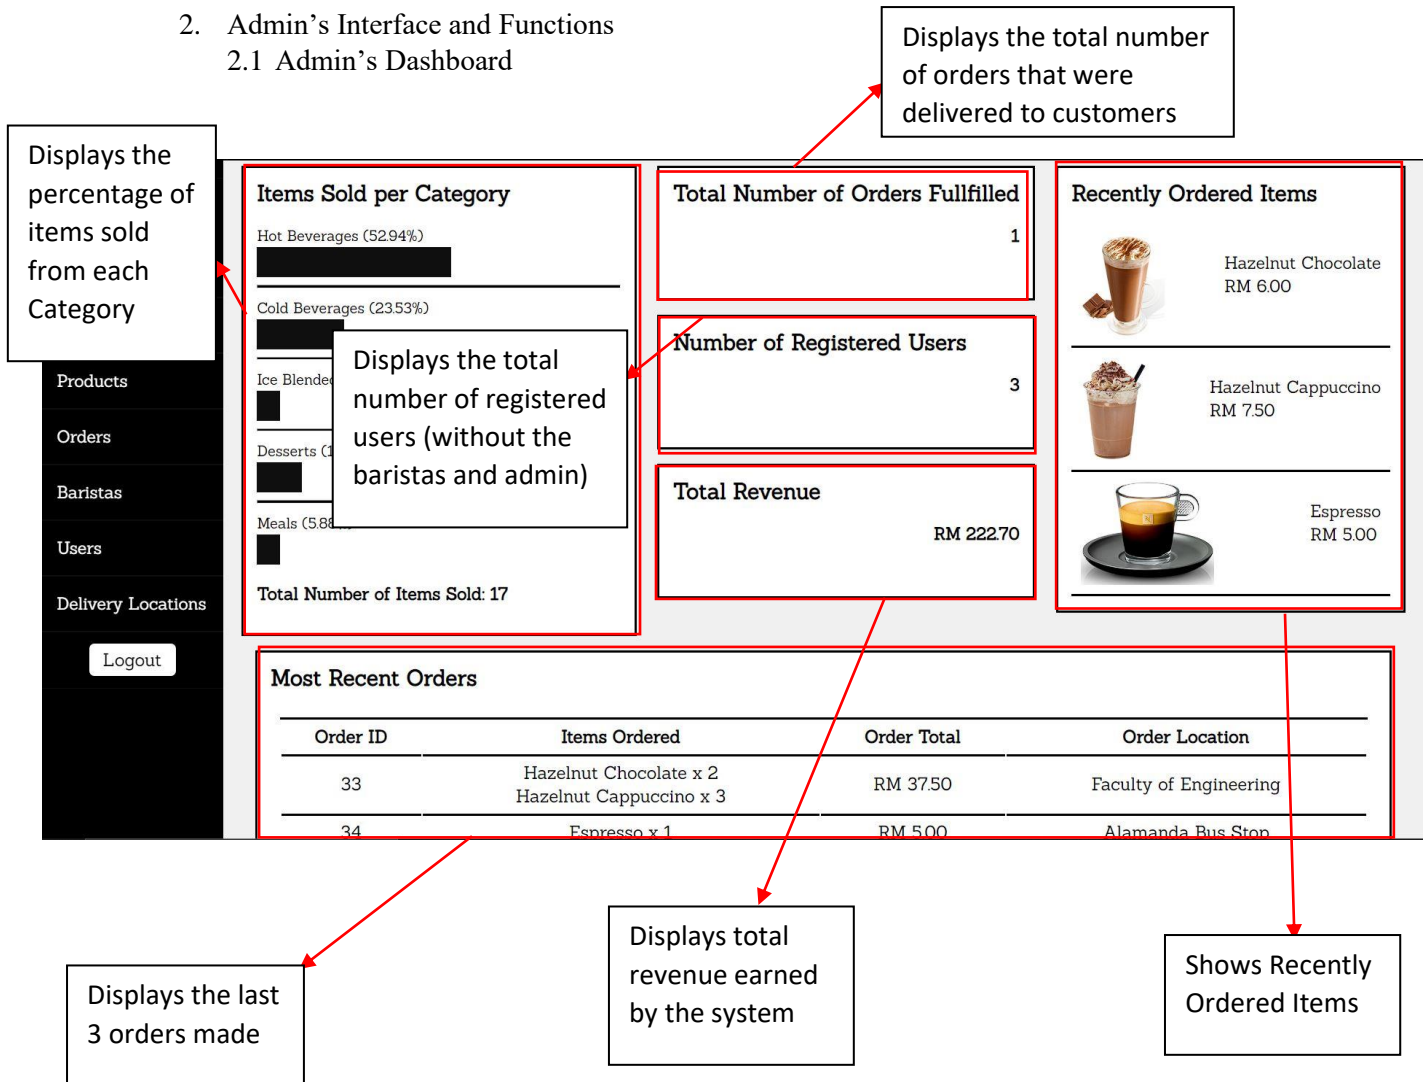 2. Admin’s Interface and Functions
2.1 Admin’s Dashboard
Displays the total number
of orders that were
delivered to customers
Displays the
percentage of
items sold
from each
Category
Items Sold per Category
Hot Beverages (52.94%)
Cold Beverages (23.53%)
Ice Blended
Desserts (1
Meals (5.88%)
Total Number of Items Sold: 17
Displays the total
number of registered
users (without the
baristas and admin)
Total Number of Orders Fullfilled
1
Number of Registered Users
3
Total Revenue
RM 222.70
Recently Ordered Items
Hazelnut Chocolate
RM 6.00
Hazelnut Cappuccino
RM 7.50
Espresso
RM 5.00
Products
Orders
Baristas
Users
Delivery Locations
Logout
Most Recent Orders
Order ID Items Ordered Order Total Order Location
33 Hazelnut Chocolate x 2 RM 37.50 Faculty of Engineering
Hazelnut Cappuccino x 3
34 Espresso x 1 RM 5.00 Alamanda Bus Stop
Displays the last
3 orders made
Displays total
revenue earned
by the system
Shows Recently
Ordered Items